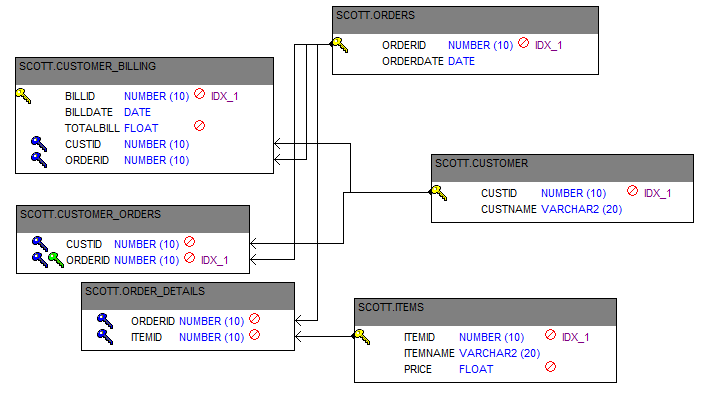 SCOTT.ORDERS
ORDERID NUMBER (10) IDX_1
ORDERDATE DATE
SCOTT.CUSTOMER_BILLING
BILLID NUMBER (10) IDX_1
BILLDATE DATE
TOTALBILL FLOAT
CUSTID NUMBER (10)
ORDERID NUMBER (10)
SCOTT.CUSTOMER
CUSTID NUMBER (10) IDX_1
CUSTNAME VARCHAR2 (20)
SCOTT.CUSTOMER_ORDERS
CUSTID NUMBER (10)
ORDERID NUMBER (10) IDX_1
SCOTT.ORDER_DETAILS
ORDERID NUMBER (10)
ITEMID NUMBER (10)
SCOTT.ITEMS
ITEMID NUMBER (10) IDX_1
ITEMNAME VARCHAR2 (20)
PRICE FLOAT